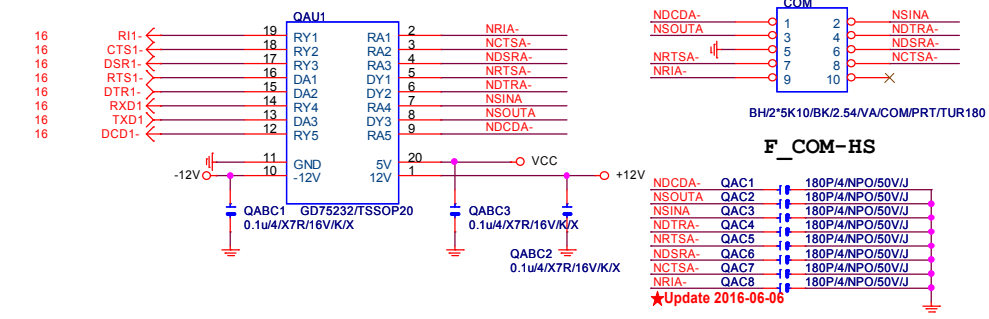 QAU1
16 RI1- 19 RY1 RA1 2 NRIA-
16 CTS1- 18 RY2 RA2 3 NCTSA-
16 DSR1- 17 RY3 RA3 4 NDSRA-
16 RTS1- 16 DA1 DY1 5 NRTSA-
16 DTR1- 15 DA2 DY2 6 NDTRA-
16 RXD1 14 RY4 RA4 7 NSINA
16 TXD1 13 DA3 DY3 8 NSOUTA
16 DCD1- 12 RY5 RA5 9 NDCDA-
11 GND 5V 20 VCC
-12V 10 -12V 12V 1 +12V
GD75232/TSSOP20
QABC1
0.1u/4/X7R/16V/K/X
QABC3
0.1u/4/X7R/16V/K/X
QABC2
0.1u/4/X7R/16V/K/X
COM
NDCDA- 1 2 NSINA
NSOUTA 3 4 NDTRA-
5 6 NDSRA-
NRTSA- 7 8 NCTSA-
NRIA- 9 10
BH/2*5K10/BK/2.54/VA/COM/PRT/TUR180
F_COM-HS
NDCDA- QAC1 180P/4/NPO/50V/J
NSOUTA QAC2 180P/4/NPO/50V/J
NSINA QAC3 180P/4/NPO/50V/J
NDTRA- QAC4 180P/4/NPO/50V/J
NRTSA- QAC5 180P/4/NPO/50V/J
NDSRA- QAC6 180P/4/NPO/50V/J
NCTSA- QAC7 180P/4/NPO/50V/J
NRIA- QAC8 180P/4/NPO/50V/J
★Update 2016-06-06